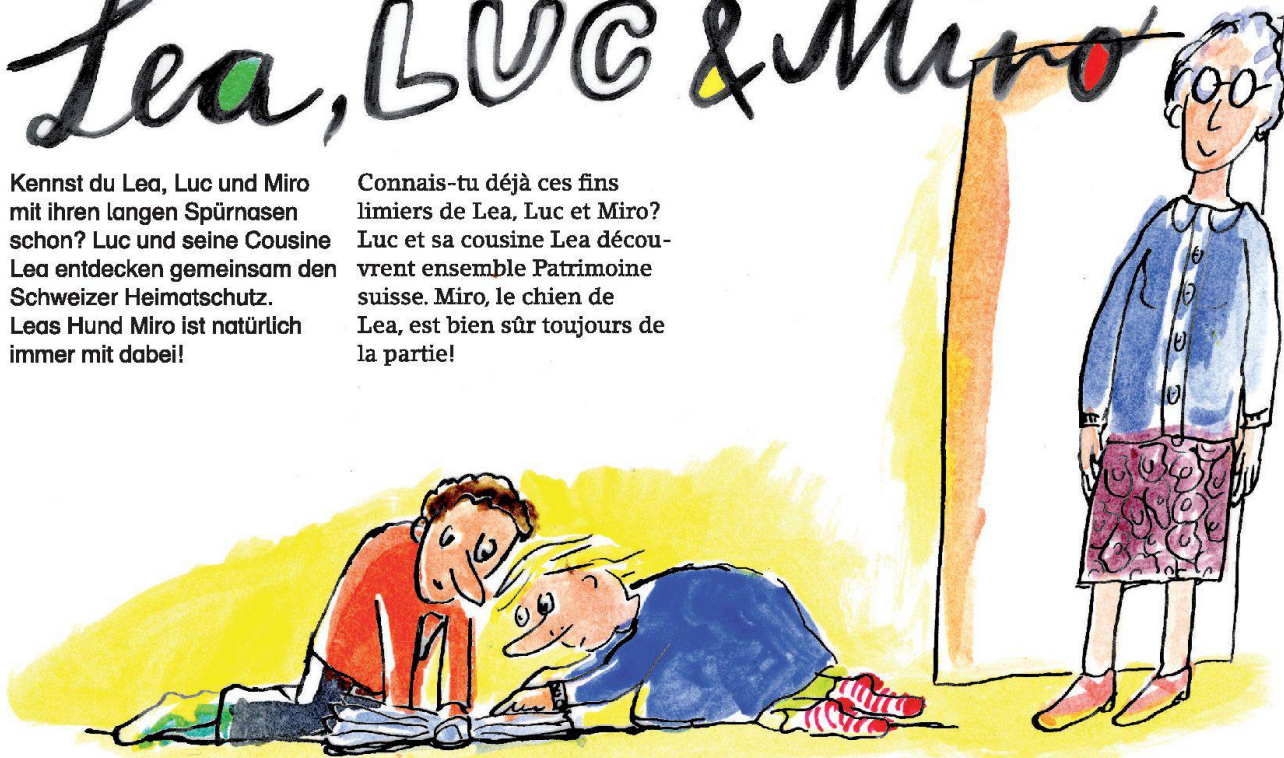 Lea, LUC & Miro
Kennst du Lea, Luc und Miro
mit ihren langen Spürnasen
schon? Luc und seine Cousine
Lea entdecken gemeinsam den
Schweizer Heimatschutz.
Leas Hund Miro ist natürlich
immer mit dabei!
Connais-tu déjà ces fins
limiers de Lea, Luc et Miro?
Luc et sa cousine Lea décou-
vrent ensemble Patrimoine
suisse. Miro, le chien de
Lea, est bien sûr toujours de
la partie!